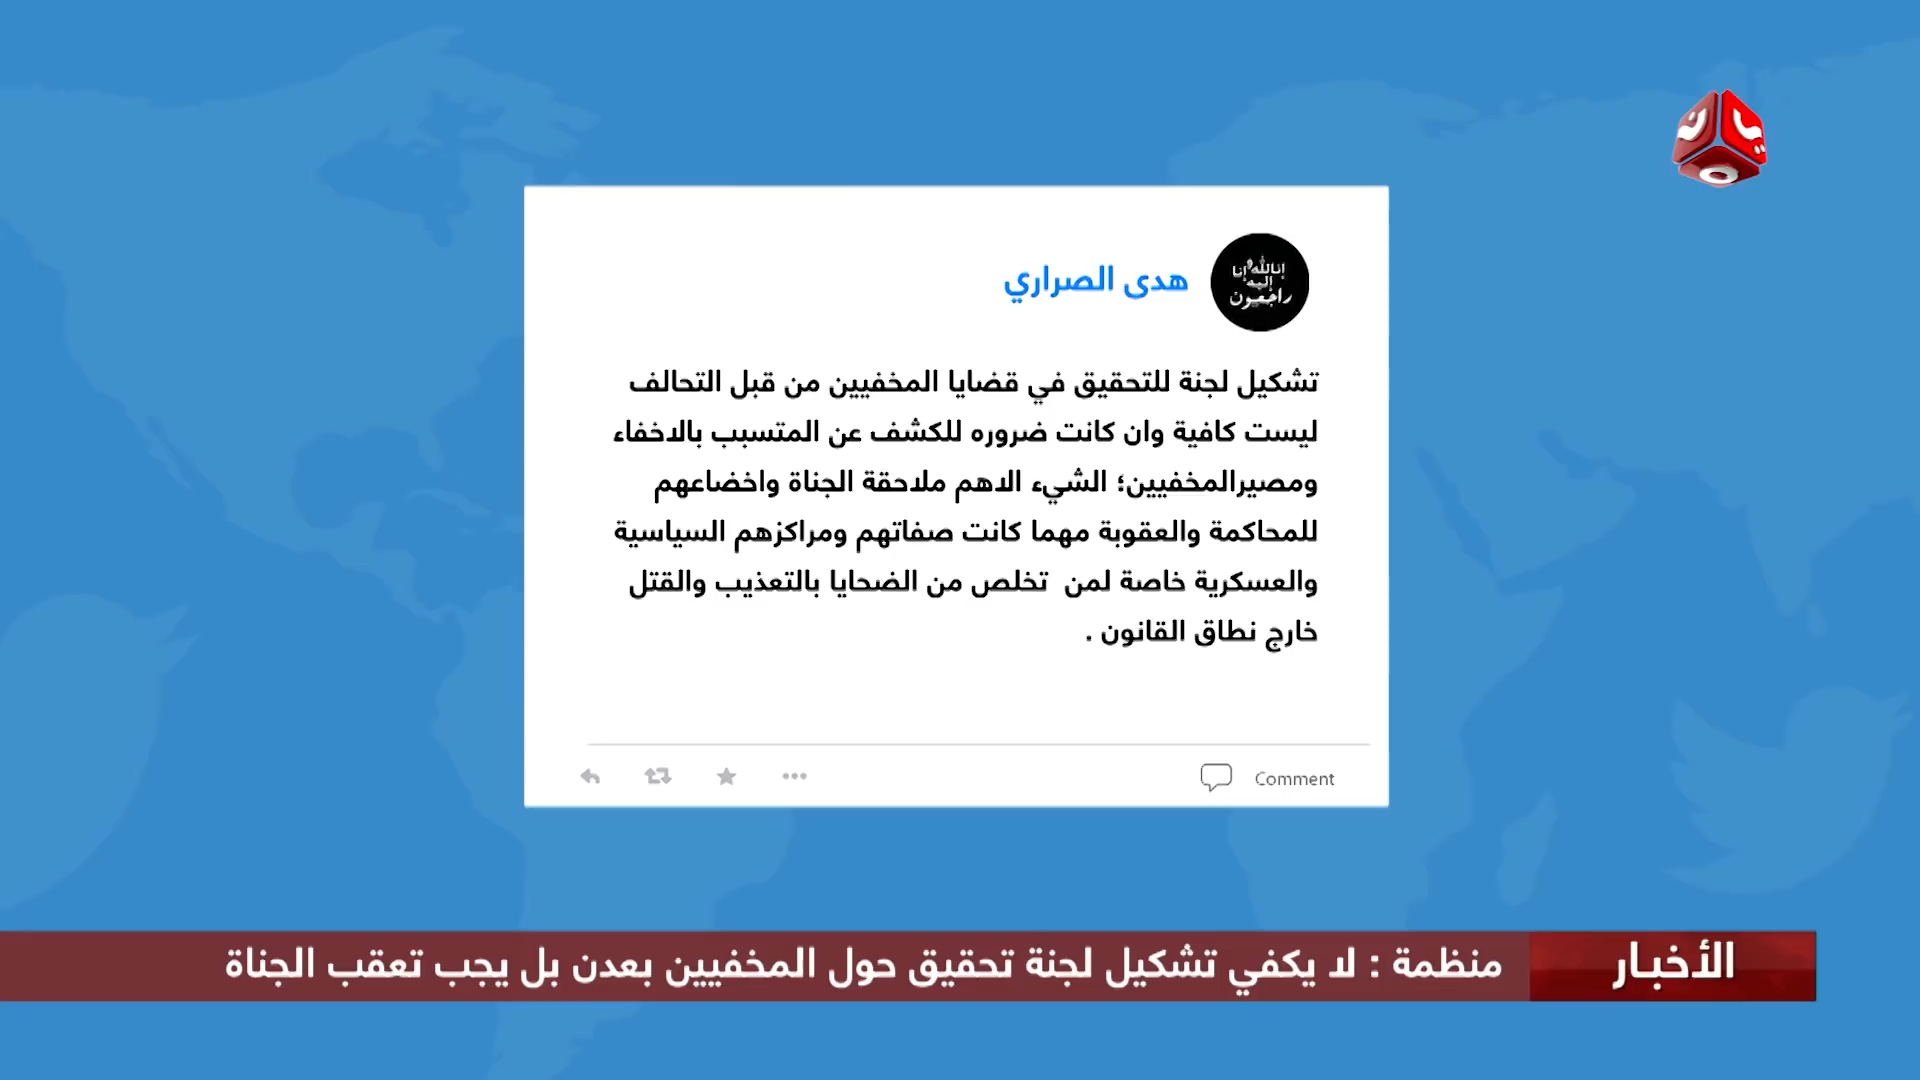 هدى الصراري
إنا لله وإنا
إليه
راجعون
تشكيل لجنة للتحقيق في قضايا المخفيين من قبل التحالف
ليست كافية وان كانت ضروره للكشف عن المتسبب بالاخفاء
ومصيرالمخفيين؛ الشيء الاهم ملاحقة الجناة واخضاعهم
للمحاكمة والعقوبة مهما كانت صفاتهم ومراكزهم السياسية
والعسكرية خاصة لمن تخلص من الضحايا بالتعذيب والقتل
خارج نطاق القانون .
Comment
الأخبار
منظمة : لا يكفي تشكيل لجنة تحقيق حول المخفيين بعدن بل يجب تعقب الجناة